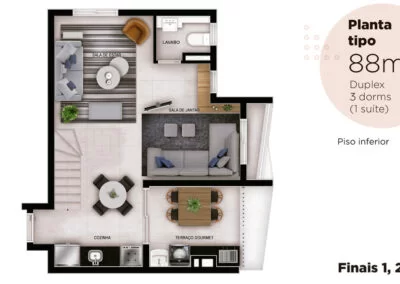 Planta
tipo
88m
Duplex
3 dorms
(1 suíte)
Piso inferior
LAVABO
SALA DE ESTAR
SALA DE JANTAR
COZINHA
TERRAÇO GOURMET
Finais 1, 2